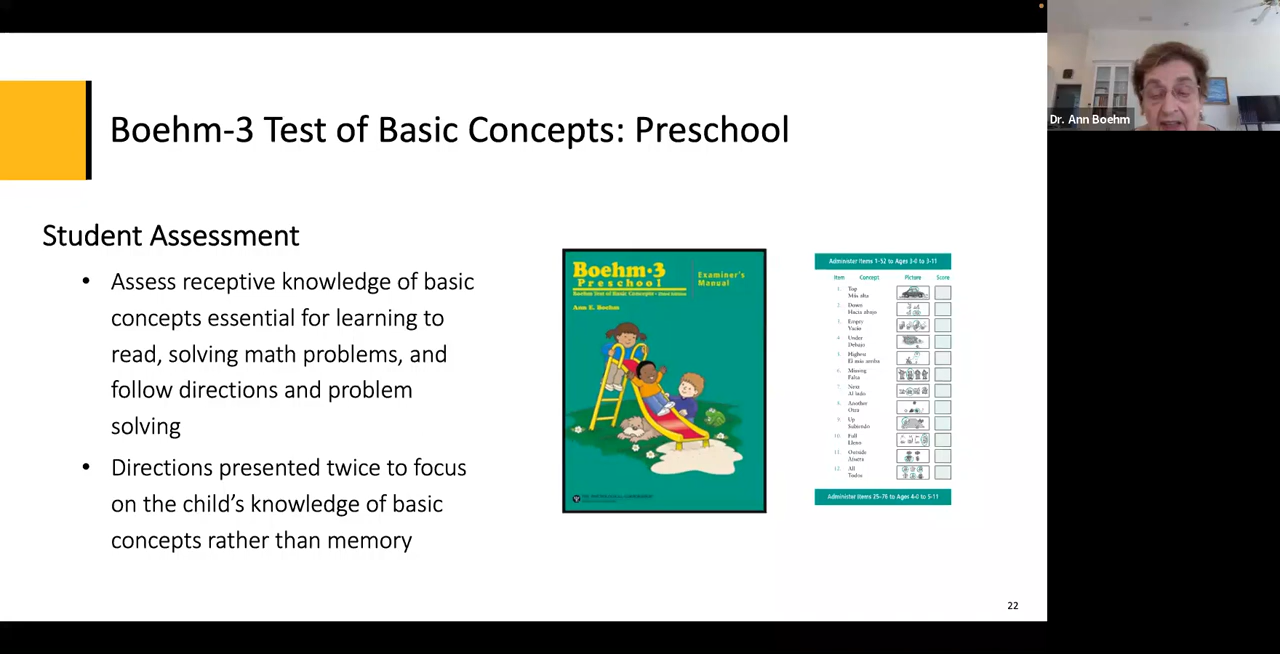 Boehm-3 Test of Basic Concepts: Preschool
Student Assessment
• Assess receptive knowledge of basic
concepts essential for learning to
read, solving math problems, and
follow directions and problem
solving
• Directions presented twice to focus
on the child's knowledge of basic
concepts rather than memory
Boehm-3
Preschool
Boehm Test of Basic Concepts - Third Edition
Ann E. Boehm
Examiner's
Manual
Administer Items 1-52 to Ages 3-0 to 3-11
Item Concept Picture Score
1. Top
Más alta
2. Down
Hacia abajo
3. Empty
Vacío
4. Under
Debajo
5. Highest
El más arriba
6. Missing
Falta
7. Next
Al lado
8. Another
Otra
9. Up
Subiendo
10. Full
Lleno
11. Outside
Afuera
12. All
Todos
Administer Items 25-76 to Ages 4-0 to 5-11
22
Dr. Ann Boehm